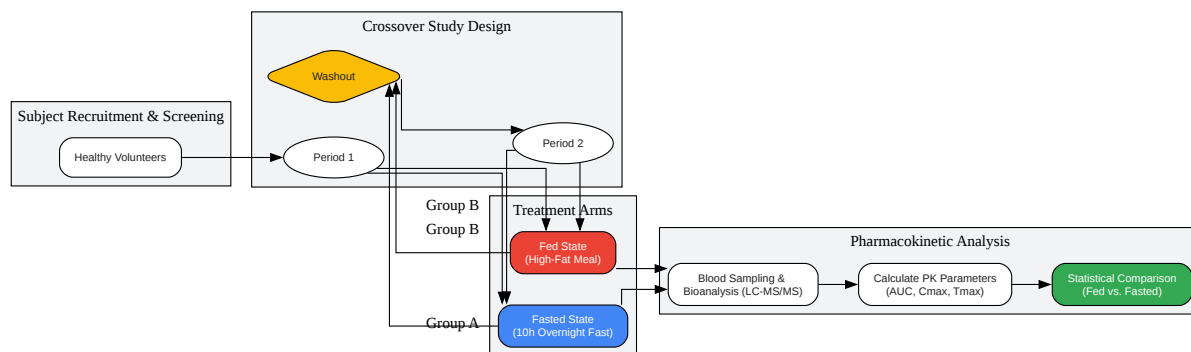 Crossover Study Design
Washout
Subject Recruitment & Screening
Healthy Volunteers
Period 1
Period 2
Group B
Group B
Group A
Treatment Arms
Fed State
(High-Fat Meal)
Fasted State
(10h Overnight Fast)
Pharmacokinetic Analysis
Blood Sampling &
Bioanalysis (LC-MS/MS)
Calculate PK Parameters
(AUC, Cmax, Tmax)
Statistical Comparison
(Fed vs. Fasted)